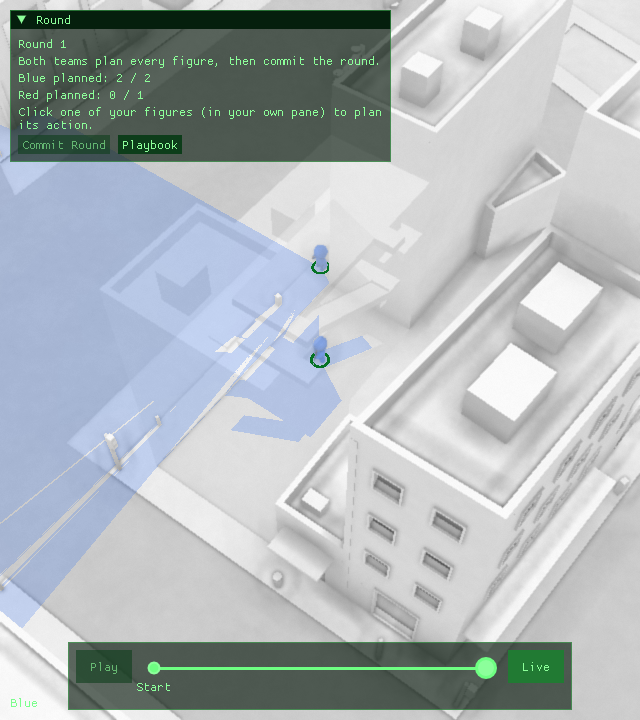 Round
Round 1
Both teams plan every figure, then commit the round.
Blue planned: 2 / 2
Red planned: 0 / 1
Click one of your figures (in your own pane) to plan
its action.
Commit Round Playbook
Play Live
Start
Blue